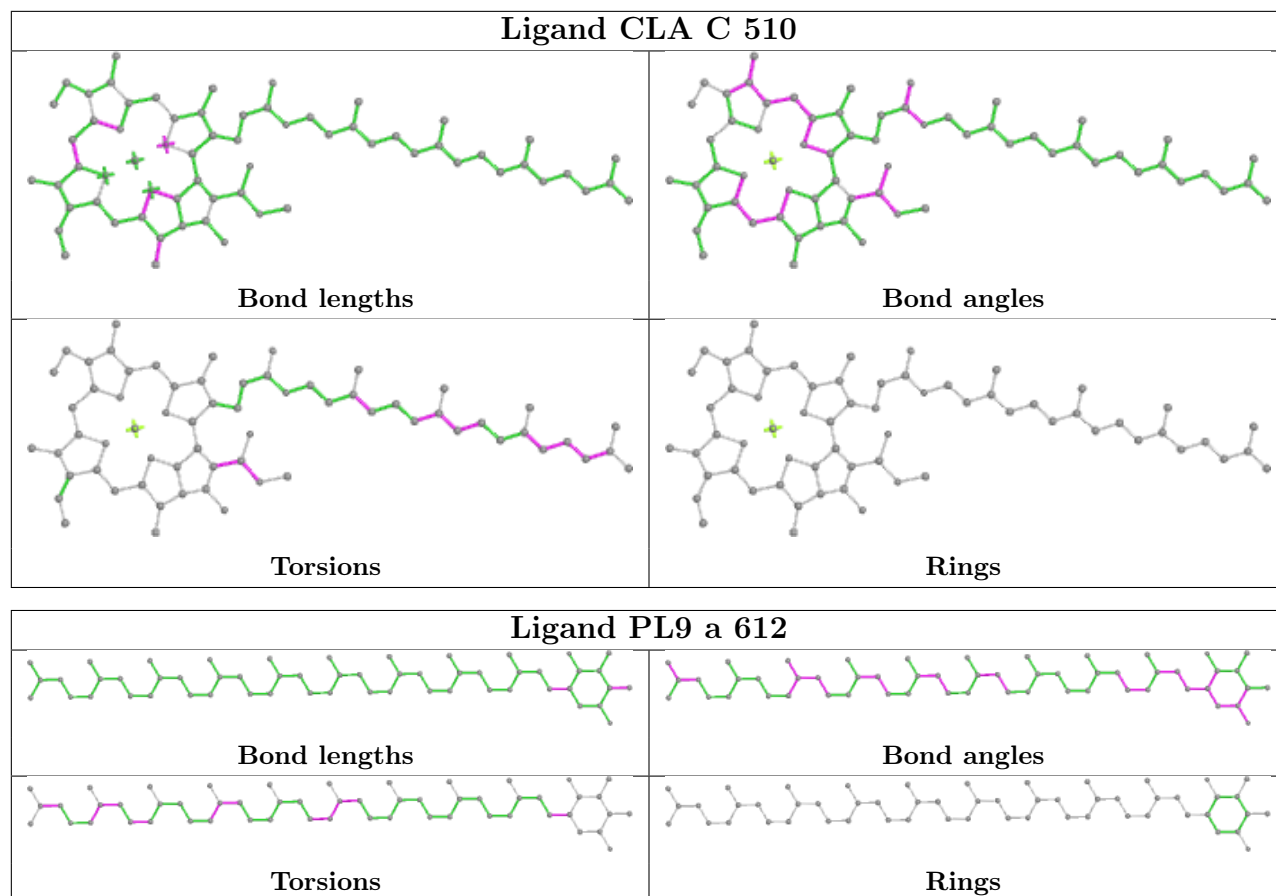 Ligand CLA C 510
Bond lengths
Bond angles
Torsions
Rings
Ligand PL9 a 612
Bond lengths
Bond angles
Torsions
Rings